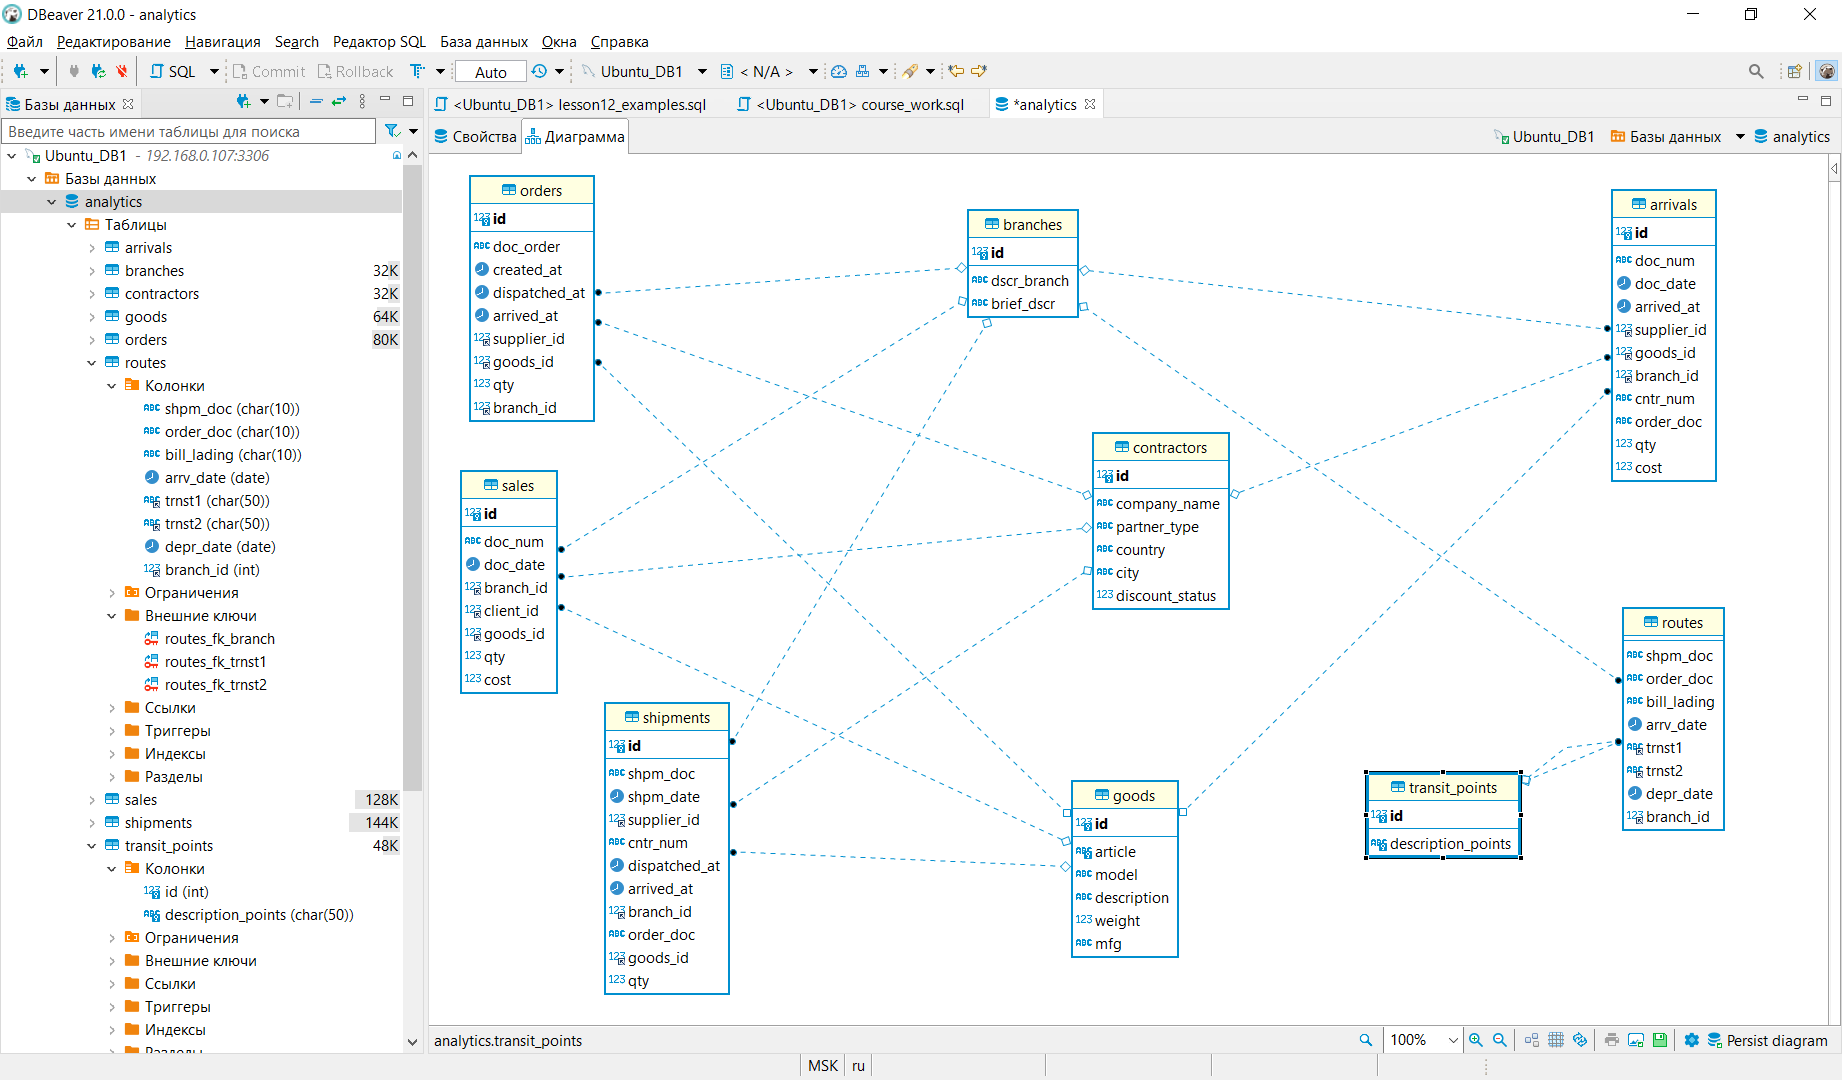 DBeaver 21.0.0 - analytics
Файл Редактирование Навигация Search Редактор SQL База данных Окна Справка
SQL Commit Rollback Auto Ubuntu_DB1 < N/A >
Базы данных
<Ubuntu_DB1> lesson12_examples.sql <Ubuntu_DB1> course_work.sql *analytics
Введите часть имени таблицы для поиска
Свойства Диаграмма Ubuntu_DB1 Базы данных analytics
Ubuntu_DB1 - 192.168.0.107:3306
Базы данных
analytics
Таблицы
arrivals
branches 32K
contractors 32K
goods 64K
orders 80K
routes
Колонки
shpm_doc (char(10))
order_doc (char(10))
bill_lading (char(10))
arrv_date (date)
trnst1 (char(50))
trnst2 (char(50))
depr_date (date)
branch_id (int)
Ограничения
Внешние ключи
routes_fk_branch
routes_fk_trnst1
routes_fk_trnst2
Ссылки
Триггеры
Индексы
Разделы
sales 128K
shipments 144K
transit_points 48K
Колонки
id (int)
description_points (char(50))
Ограничения
Внешние ключи
Ссылки
Триггеры
Индексы
Разделы
orders
id
doc_order
created_at
dispatched_at
arrived_at
supplier_id
goods_id
qty
branch_id
branches
id
dscr_branch
brief_dscr
arrivals
id
doc_num
doc_date
arrived_at
supplier_id
goods_id
branch_id
cntr_num
order_doc
qty
cost
contractors
id
company_name
partner_type
country
city
discount_status
sales
id
doc_num
doc_date
branch_id
client_id
goods_id
qty
cost
routes
shpm_doc
order_doc
bill_lading
arrv_date
trnst1
trnst2
depr_date
branch_id
shipments
id
shpm_doc
shpm_date
supplier_id
cntr_num
dispatched_at
arrived_at
branch_id
order_doc
goods_id
qty
goods
id
article
model
description
weight
mfg
transit_points
id
description_points
analytics.transit_points 100% Persist diagram
MSK ru